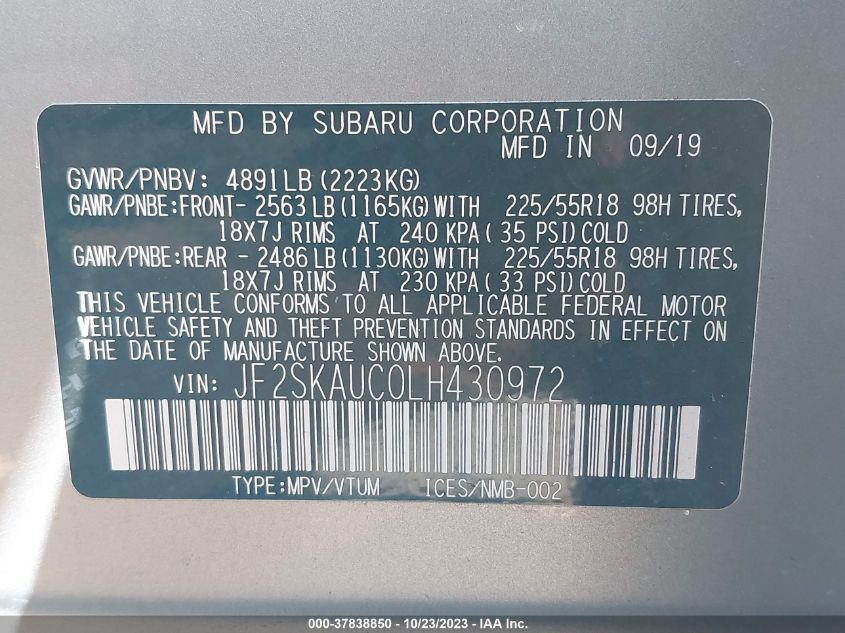 MFD BY SUBARU CORPORATION
MFD IN 09/19
GVWR/PNBV: 4891LB (2223KG)
GAWR/PNBE:FRONT- 2563 LB (1165KG) WITH 225/55R18 98H TIRES,
18X7J RIMS AT 240 KPA ( 35 PSI) COLD
GAWR/PNBE:REAR - 2486 LB (1130KG) WITH 225/55R18 98H TIRES,
18X7J RIMS AT 230 KPA ( 33 PSI) COLD
THIS VEHICLE CONFORMS TO ALL APPLICABLE FEDERAL MOTOR
VEHICLE SAFETY AND THEFT PREVENTION STANDARDS IN EFFECT ON
THE DATE OF MANUFACTURE SHOWN ABOVE.
VIN: JF2SKAUC0LH430972
TYPE:MPV/VTUM ICES/NMB-002
000-37838850 - 10/23/2023 - IAA Inc.